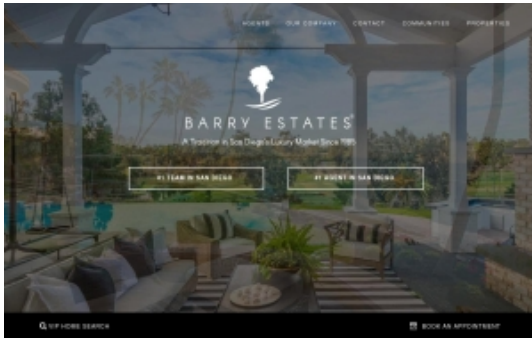 AGENTS OUR COMPANY CONTACT COMMUNITIES PROPERTIES
BARRY ESTATES
A Tradition in San Diego's Luxury Market Since 1985
#1 TEAM IN SAN DIEGO #1 AGENT IN SAN DIEGO
VIP HOME SEARCH BOOK AN APPOINTMENT